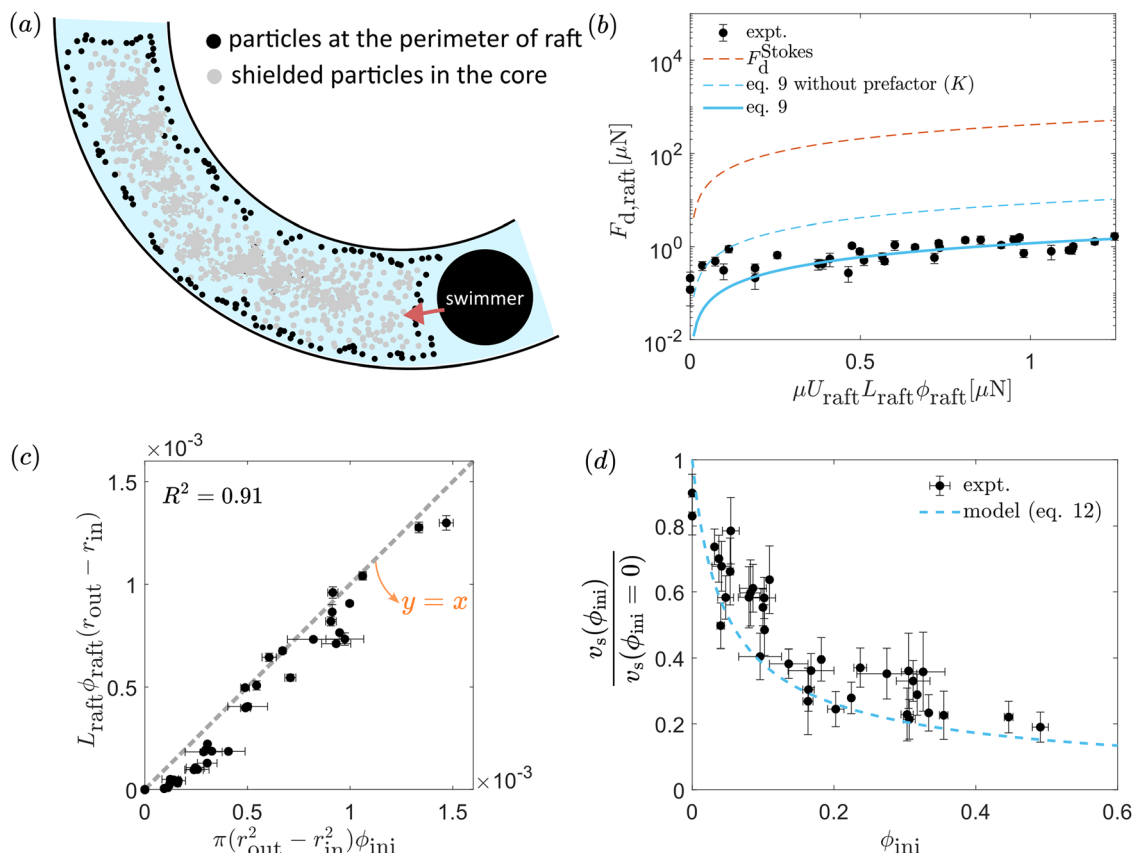 (a)
particles at the perimeter of raft
shielded particles in the core
swimmer
(b)
expt.
F_d^Stokes
eq. 9 without prefactor (K)
eq. 9
F_d,raft [μN]
10^4
10^2
10^0
10^-2
0
0.5
1
μU_raft L_raft ϕ_raft [μN]
(c)
×10^-3
R^2 = 0.91
y = x
L_raft ϕ_raft (r_out − r_in)
1.5
1
0.5
0
0
0.5
1
1.5
×10^-3
π(r_out^2 − r_in^2)ϕ_ini
(d)
expt.
model (eq. 12)
v_s(ϕ_ini)
v_s(ϕ_ini = 0)
1
0.8
0.6
0.4
0.2
0
0
0.2
0.4
0.6
ϕ_ini